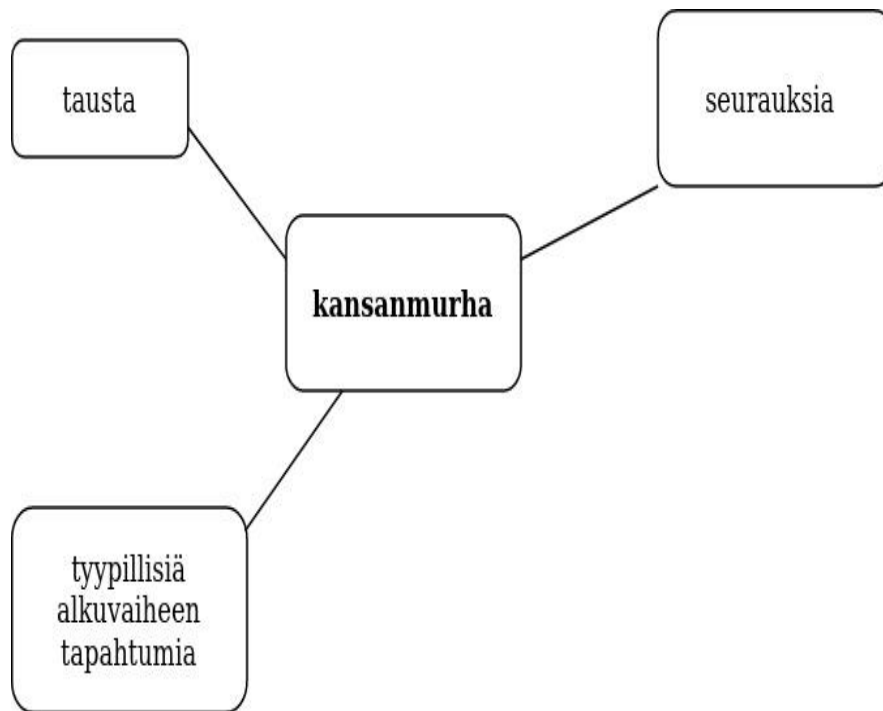 tausta
seurauksia
kansanmurha
tyypillisiä
alkuvaiheen
tapahtumia